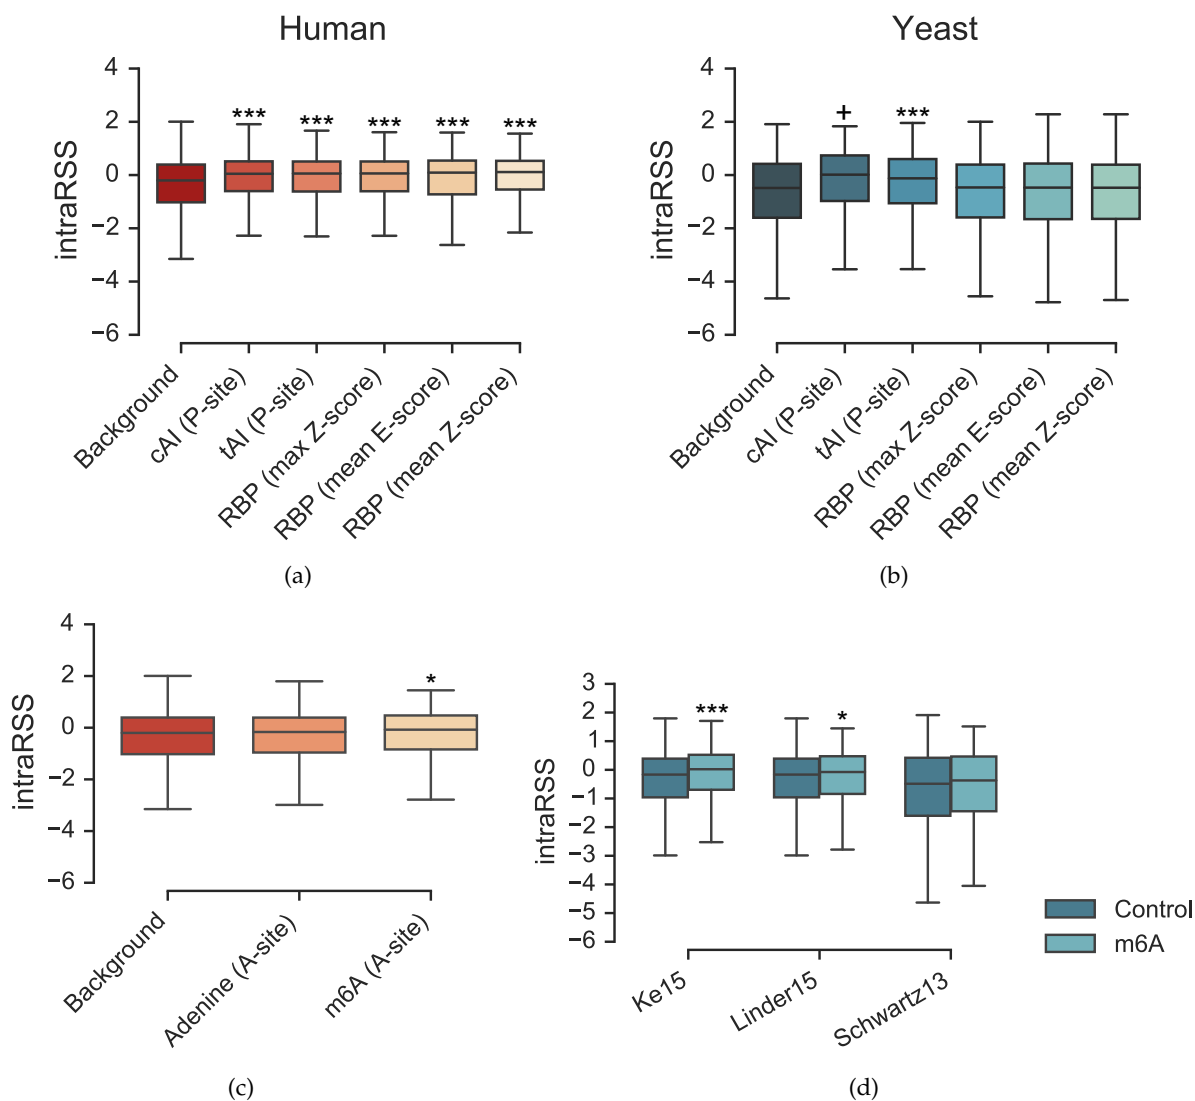 Human
intraRSS
4
2
0
−2
−4
−6
***
***
***
***
***
Background
cAI (P-site)
tAI (P-site)
RBP (max Z-score)
RBP (mean E-score)
RBP (mean Z-score)
(a)
Yeast
intraRSS
4
2
0
−2
−4
−6
+
***
Background
cAI (P-site)
tAI (P-site)
RBP (max Z-score)
RBP (mean E-score)
RBP (mean Z-score)
(b)
intraRSS
4
2
0
−2
−4
−6
*
Background
Adenine (A-site)
m6A (A-site)
(c)
intraRSS
3
2
1
0
−1
−2
−3
−4
−5
−6
***
*
Ke15
Linder15
Schwartz13
Control
m6A
(d)